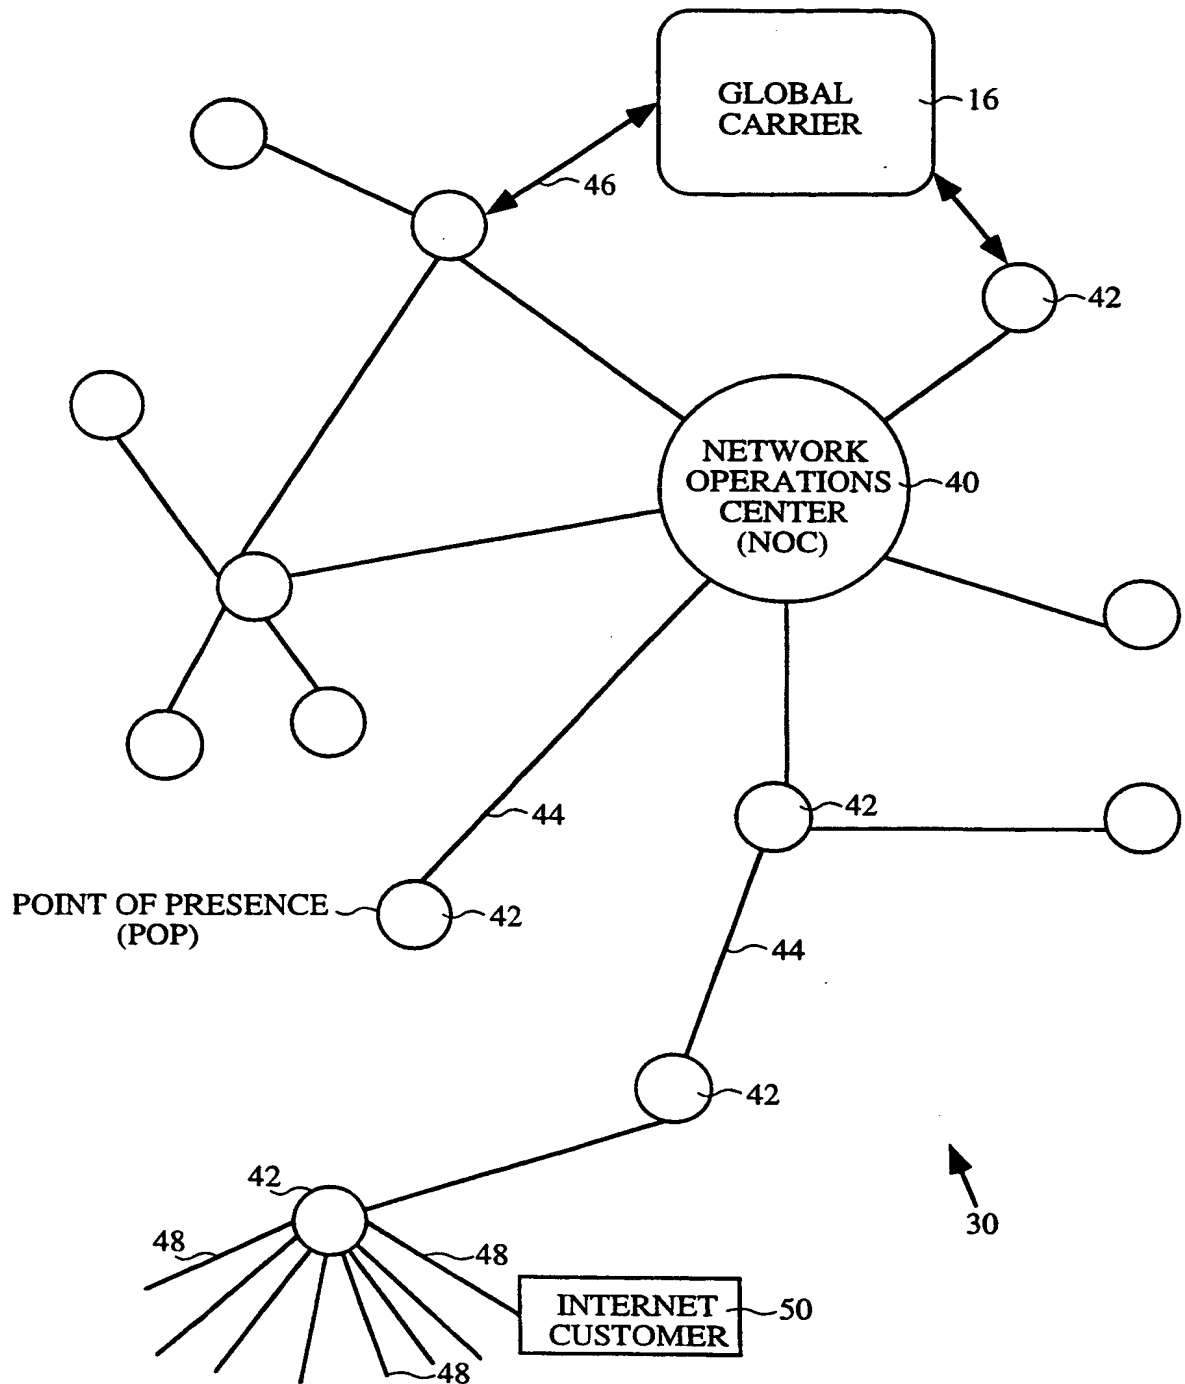 GLOBAL
CARRIER
16
46
42
NETWORK
OPERATIONS
CENTER
(NOC)
40
42
44
POINT OF PRESENCE
(POP)
42
44
42
42
30
48
48
INTERNET
CUSTOMER
50
48